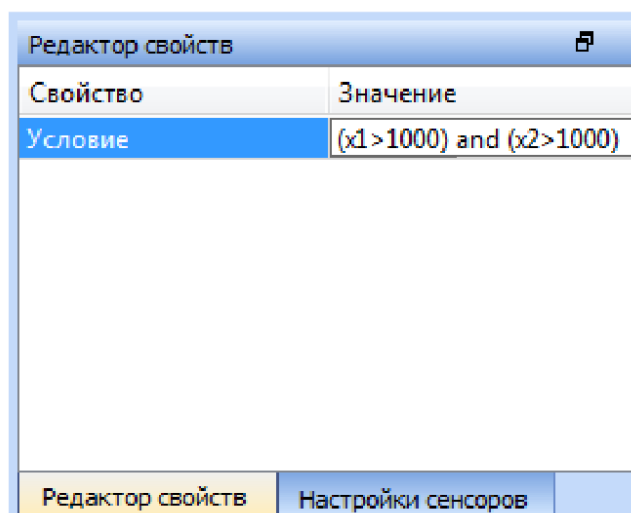 Редактор свойств
Свойство Значение
Условие (x1>1000) and (x2>1000)
Редактор свойств Настройки сенсоров